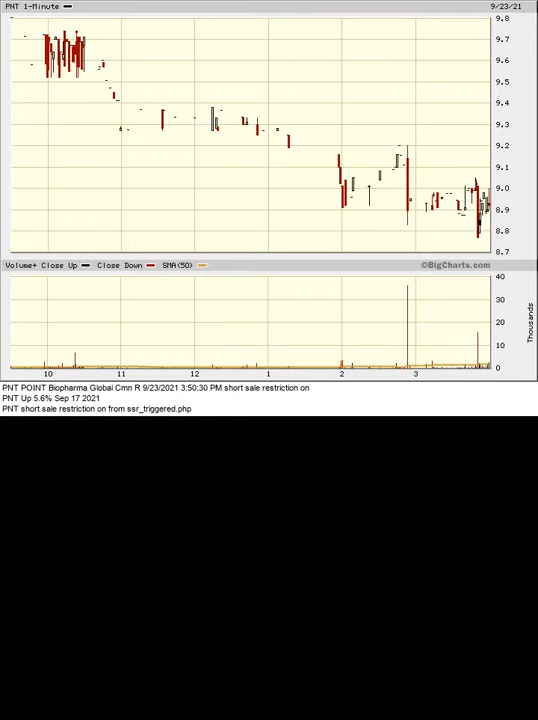 PNT 1-Minute 9/23/21
9.8
9.7
9.6
9.5
9.4
9.3
9.2
9.1
9.0
8.9
8.8
8.7
Volume+ Close Up Close Down SMA(50) ©BigCharts.com
40
30
20
10
0
Thousands
10 11 12 1 2 3
PNT POINT Biopharma Global Cmn R 9/23/2021 3:50:30 PM short sale restriction on
PNT Up 5.6% Sep 17 2021
PNT short sale restriction on from ssr_triggered.php